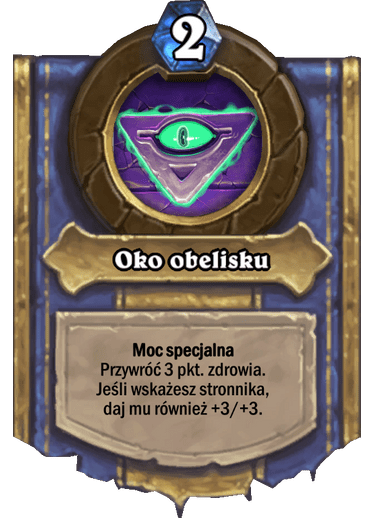 2
Oko obelisku
Moc specjalna
Przywróć 3 pkt. zdrowia.
Jeśli wskażesz stronnika,
daj mu również +3/+3.